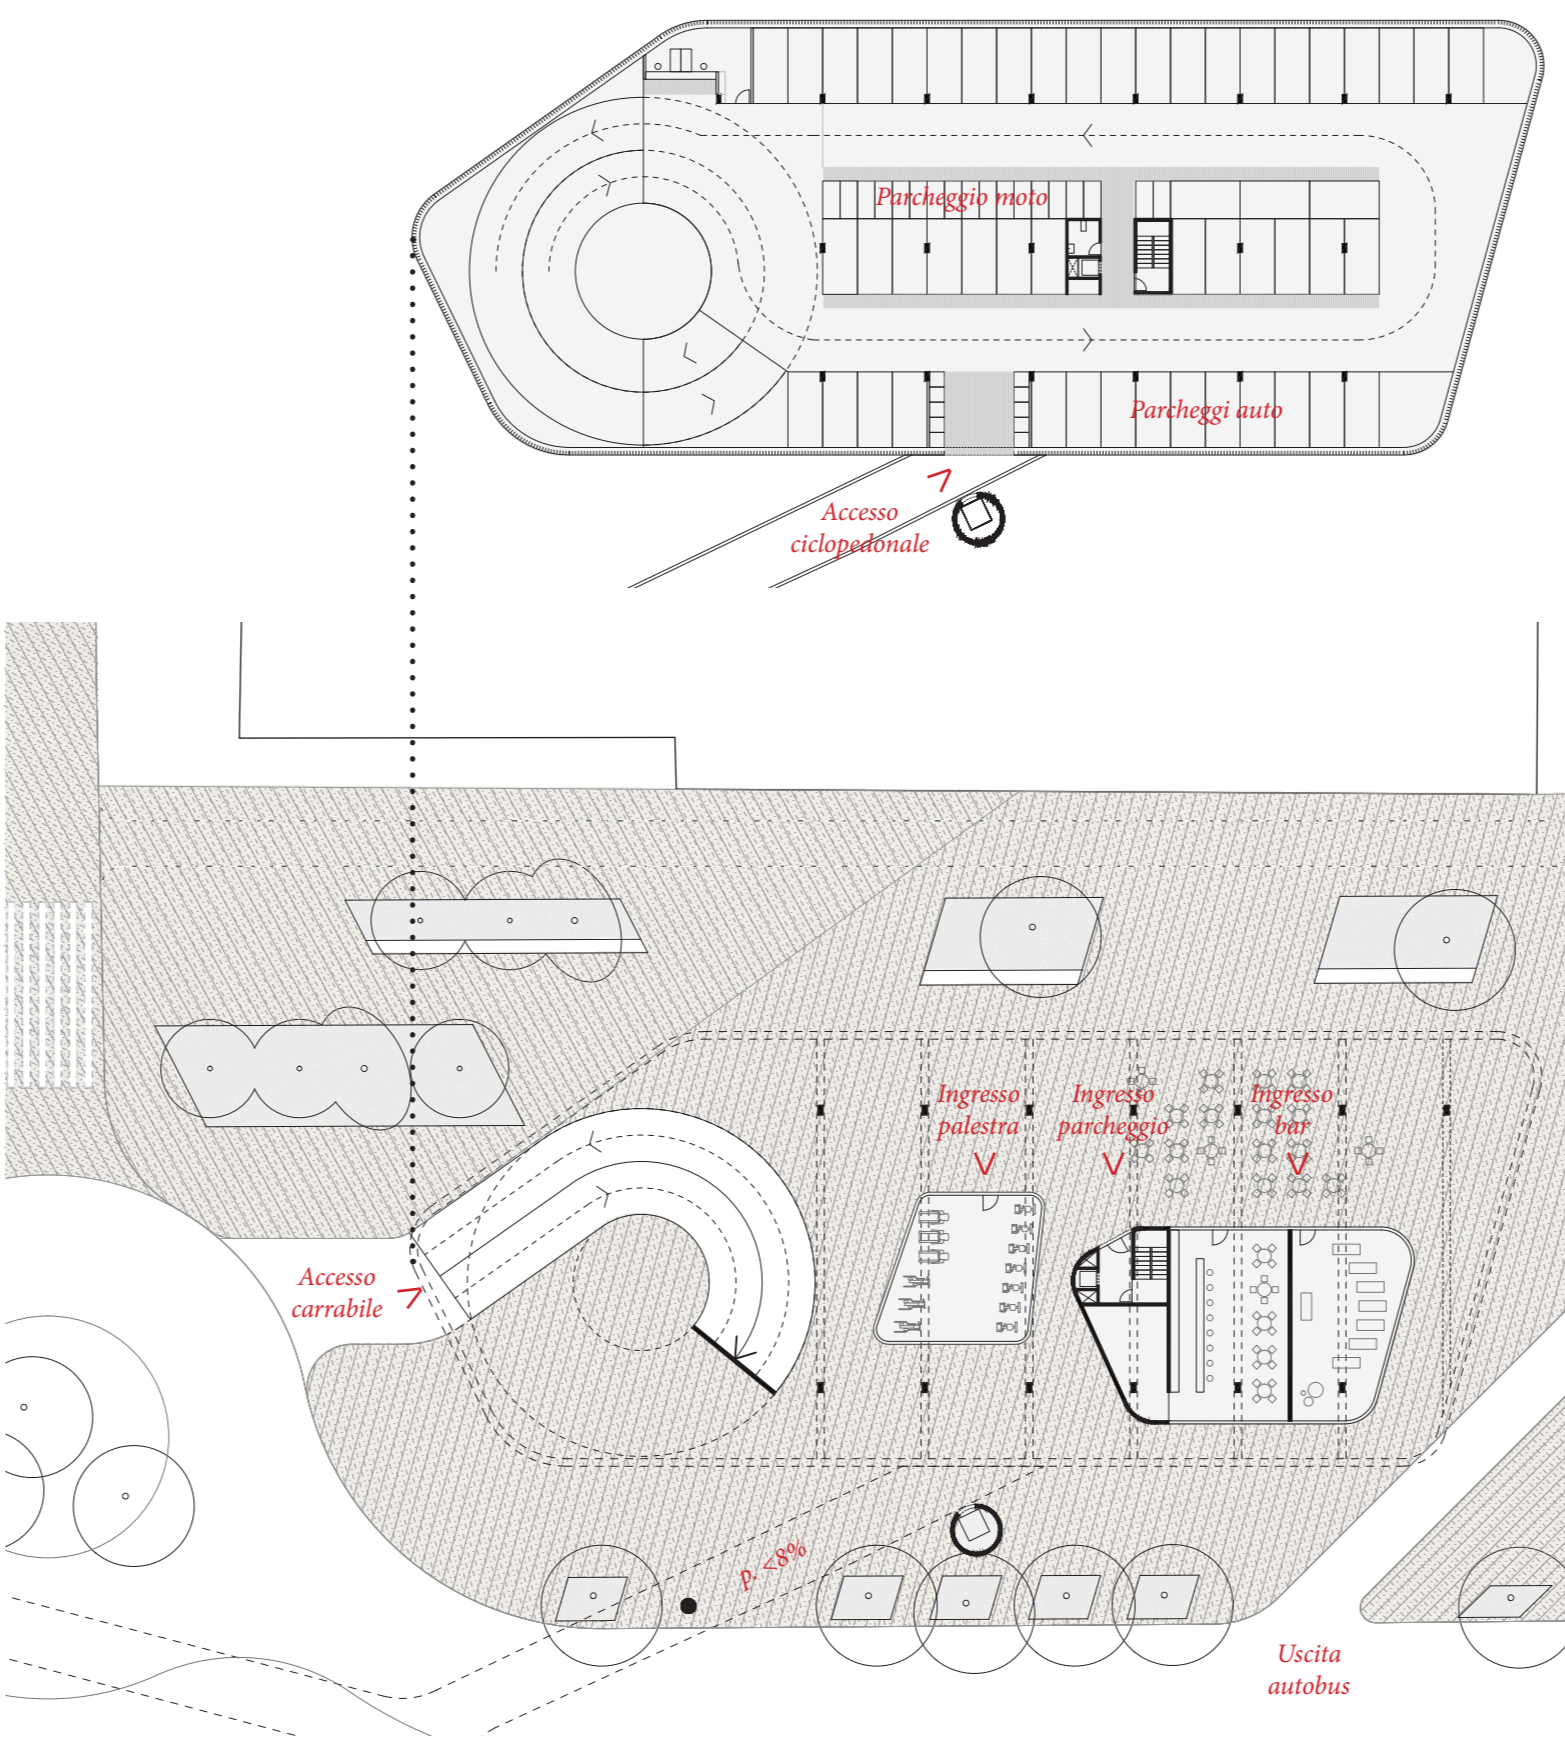 Parcheggio moto
Parcheggi auto
Accesso
ciclopedonale
Ingresso
palestra
Ingresso
parcheggio
Ingresso
bar
Accesso
carrabile
p. <8%
Uscita
autobus